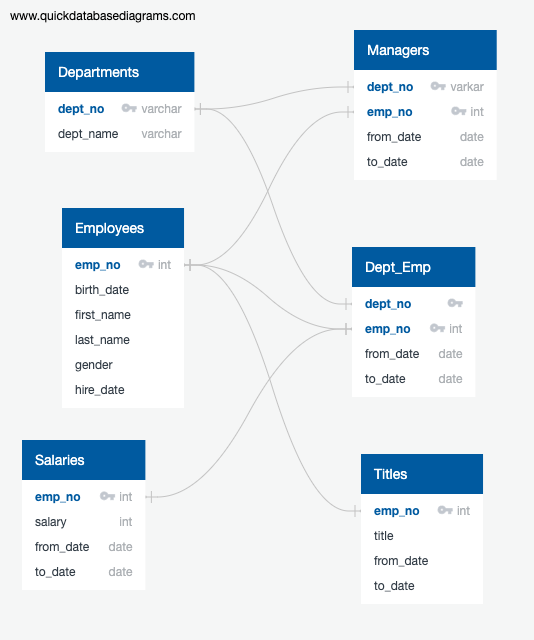 www.quickdatabasediagrams.com
Departments
dept_no varchar
dept_name varchar
Managers
dept_no varkar
emp_no int
from_date date
to_date date
Employees
emp_no int
birth_date
first_name
last_name
gender
hire_date
Dept_Emp
dept_no
emp_no int
from_date date
to_date date
Salaries
emp_no int
salary int
from_date date
to_date date
Titles
emp_no int
title
from_date
to_date